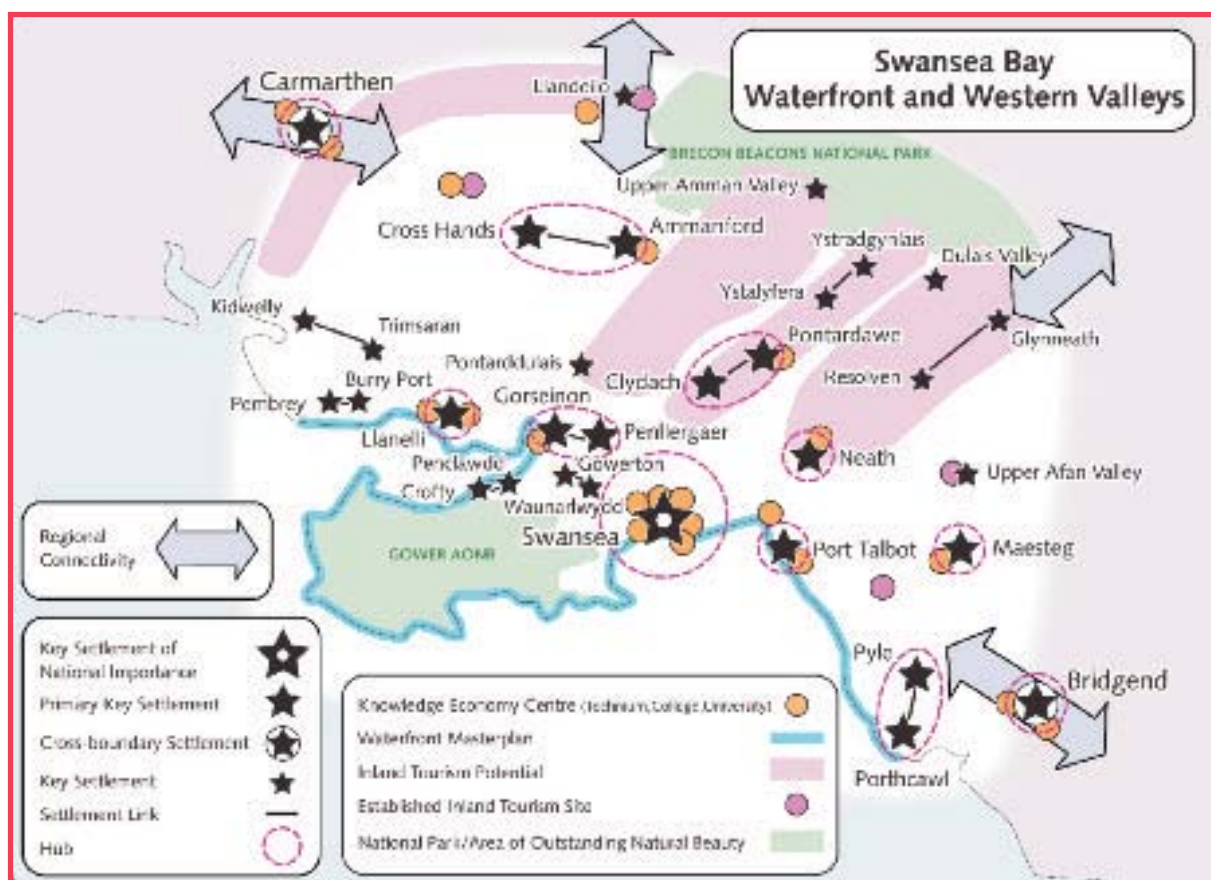 Swansea Bay
Waterfront and Western Valleys
Carmarthen
Llandeilo
BRECON BEACONS NATIONAL PARK
Upper Amman Valley
Cross Hands
Ammanford
Ystradgynlais
Dulais Valley
Ystalyfera
Kidwelly
Trimsaran
Pontarddulais
Pontardawe
Glynneath
Clydach
Resolven
Burry Port
Pembrey
Gorseinon
Llanelli
Penllergaer
Neath
Penclawdd
Gowerton
Upper Afan Valley
Crofty
Waunarlwydd
Swansea
GOWER AONB
Port Talbot
Maesteg
Pyle
Bridgend
Porthcawl
Regional
Connectivity
Key Settlement of
National Importance
Primary Key Settlement
Cross-boundary Settlement
Key Settlement
Settlement Link
Hub
Knowledge Economy Centre (Technium, College, University)
Waterfront Masterplan
Inland Tourism Potential
Established Inland Tourism Site
National Park/Area of Outstanding Natural Beauty